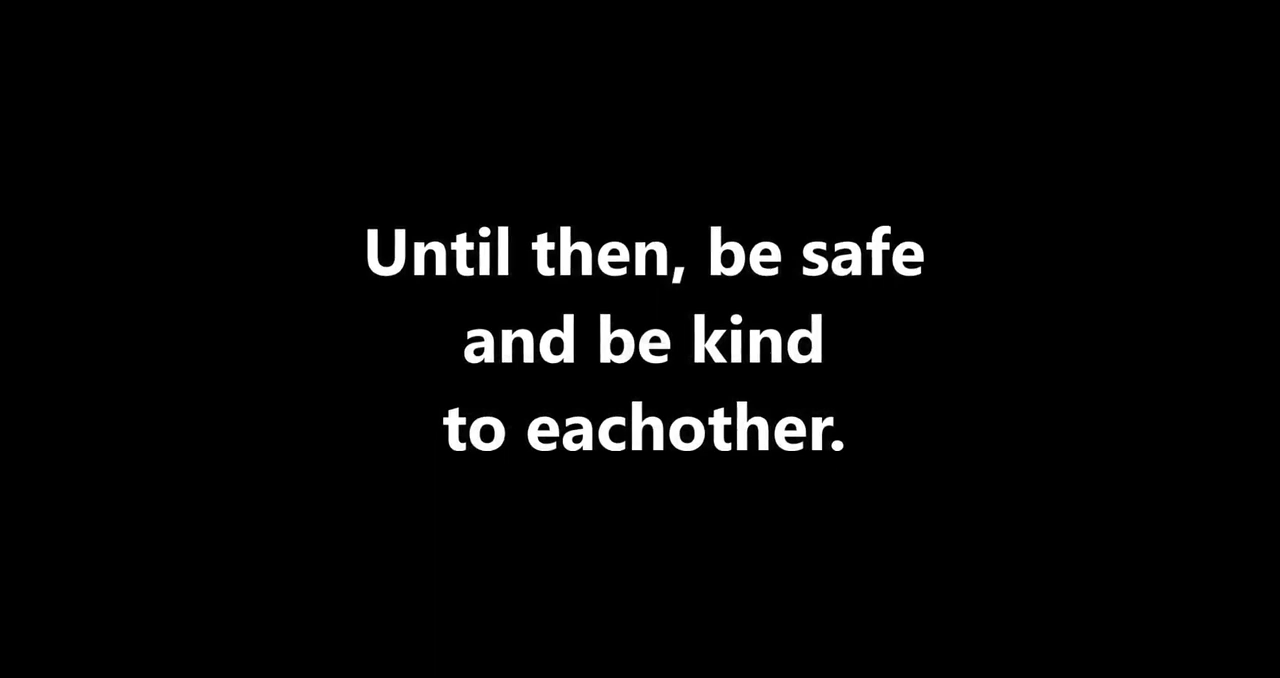 Until then, be safe
and be kind
to eachother.